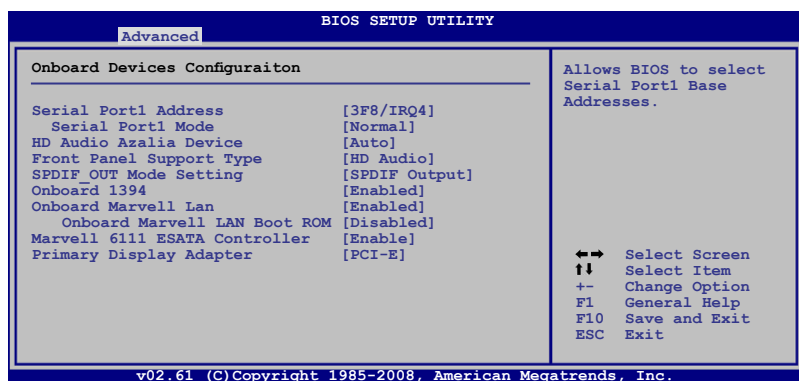 BIOS SETUP UTILITY
Advanced
Onboard Devices Configuraiton
Serial Port1 Address [3F8/IRQ4]
Serial Port1 Mode [Normal]
HD Audio Azalia Device [Auto]
Front Panel Support Type [HD Audio]
SPDIF_OUT Mode Setting [SPDIF Output]
Onboard 1394 [Enabled]
Onboard Marvell Lan [Enabled]
Onboard Marvell LAN Boot ROM [Disabled]
Marvell 6111 ESATA Controller [Enable]
Primary Display Adapter [PCI-E]
Allows BIOS to select
Serial Port1 Base
Addresses.
←→ Select Screen
↑↓ Select Item
+- Change Option
F1 General Help
F10 Save and Exit
ESC Exit
v02.61 (C)Copyright 1985-2008, American Megatrends, Inc.